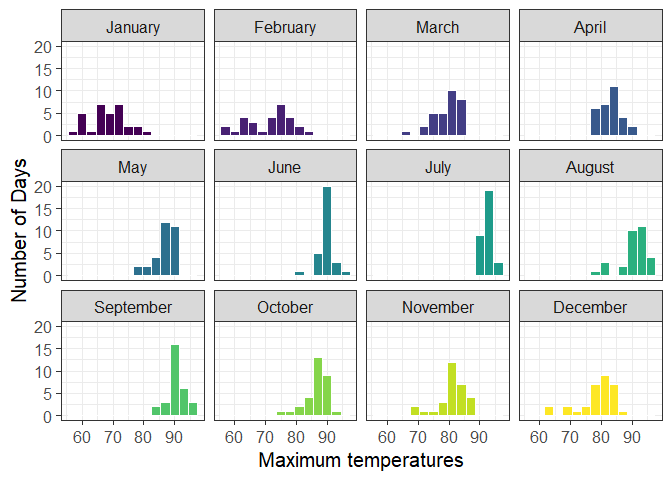 January February March April
20
15
10
5
0
May June July August
20
15
10
5
0
September October November December
20
15
10
5
0
60 70 80 90 60 70 80 90 60 70 80 90 60 70 80 90
Maximum temperatures
Number of Days